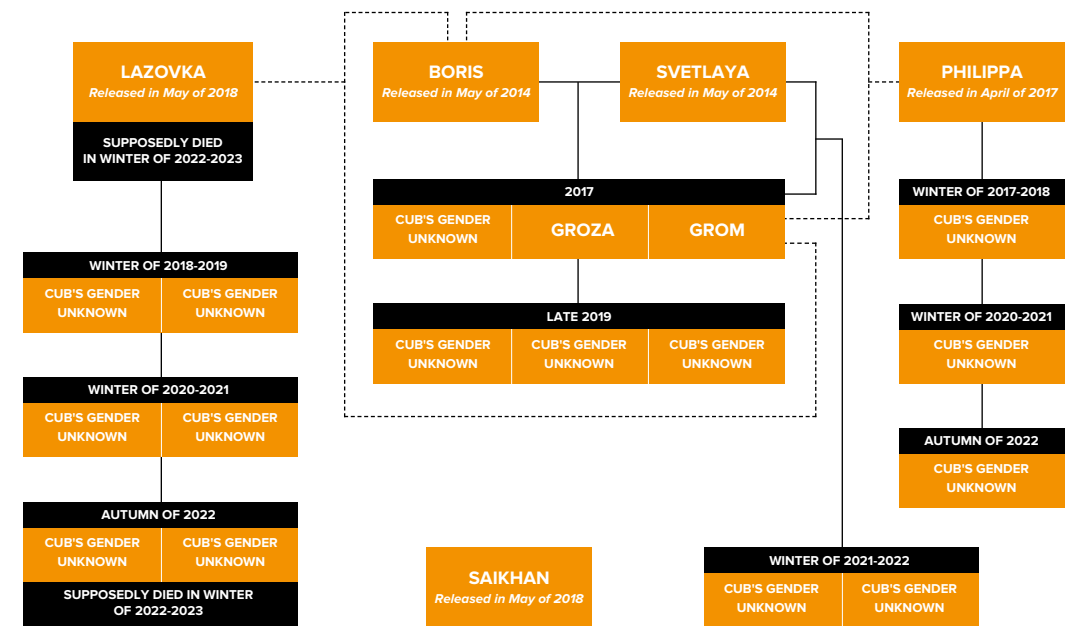 LAZOVKA
Released in May of 2018
SUPPOSEDLY DIED
IN WINTER OF 2022-2023
WINTER OF 2018-2019
CUB'S GENDER
UNKNOWN
CUB'S GENDER
UNKNOWN
WINTER OF 2020-2021
CUB'S GENDER
UNKNOWN
CUB'S GENDER
UNKNOWN
AUTUMN OF 2022
CUB'S GENDER
UNKNOWN
CUB'S GENDER
UNKNOWN
SUPPOSEDLY DIED IN WINTER
OF 2022-2023
BORIS
Released in May of 2014
SVETLAYA
Released in May of 2014
2017
CUB'S GENDER
UNKNOWN
GROZA
GROM
LATE 2019
CUB'S GENDER
UNKNOWN
CUB'S GENDER
UNKNOWN
CUB'S GENDER
UNKNOWN
SAIKHAN
Released in May of 2018
WINTER OF 2021-2022
CUB'S GENDER
UNKNOWN
CUB'S GENDER
UNKNOWN
PHILIPPA
Released in April of 2017
WINTER OF 2017-2018
CUB'S GENDER
UNKNOWN
WINTER OF 2020-2021
CUB'S GENDER
UNKNOWN
AUTUMN OF 2022
CUB'S GENDER
UNKNOWN